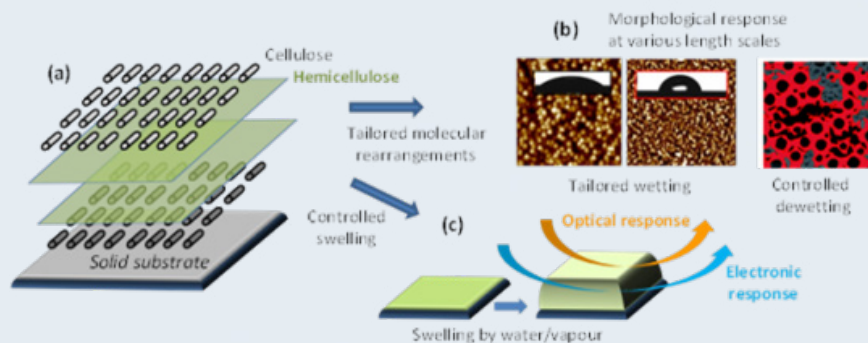 (a)
Cellulose
Hemicellulose
Solid substrate
Tailored molecular
rearrangements
Controlled
swelling
(b)
Morphological response
at various length scales
Tailored wetting
Controlled
dewetting
(c)
Optical response
Electronic
response
Swelling by water/vapour